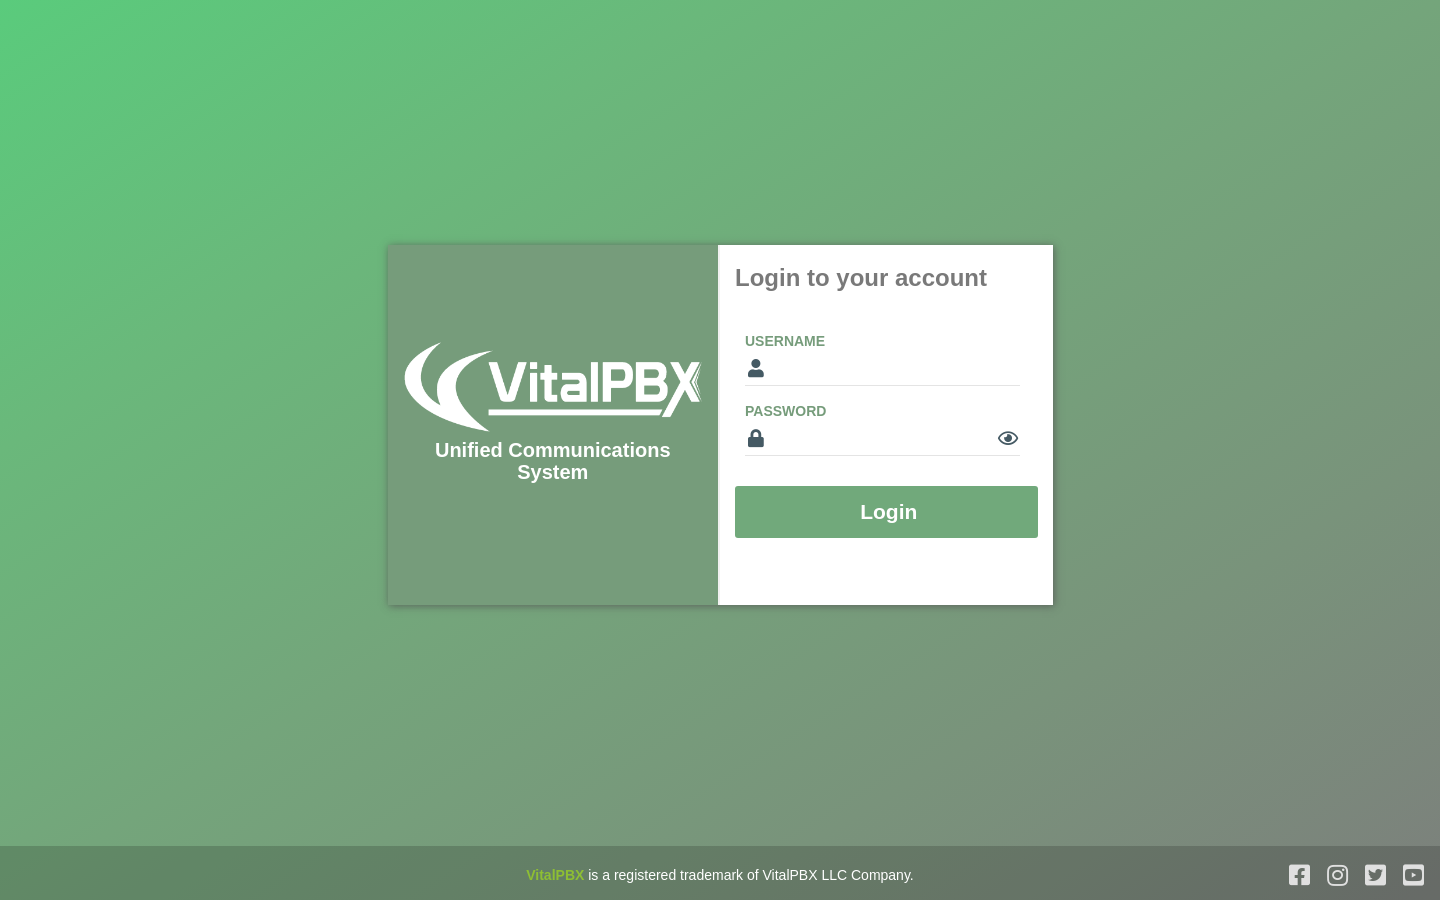 VitalPBX
Unified Communications
System
Login to your account
USERNAME
PASSWORD
Login
VitalPBX is a registered trademark of VitalPBX LLC Company.